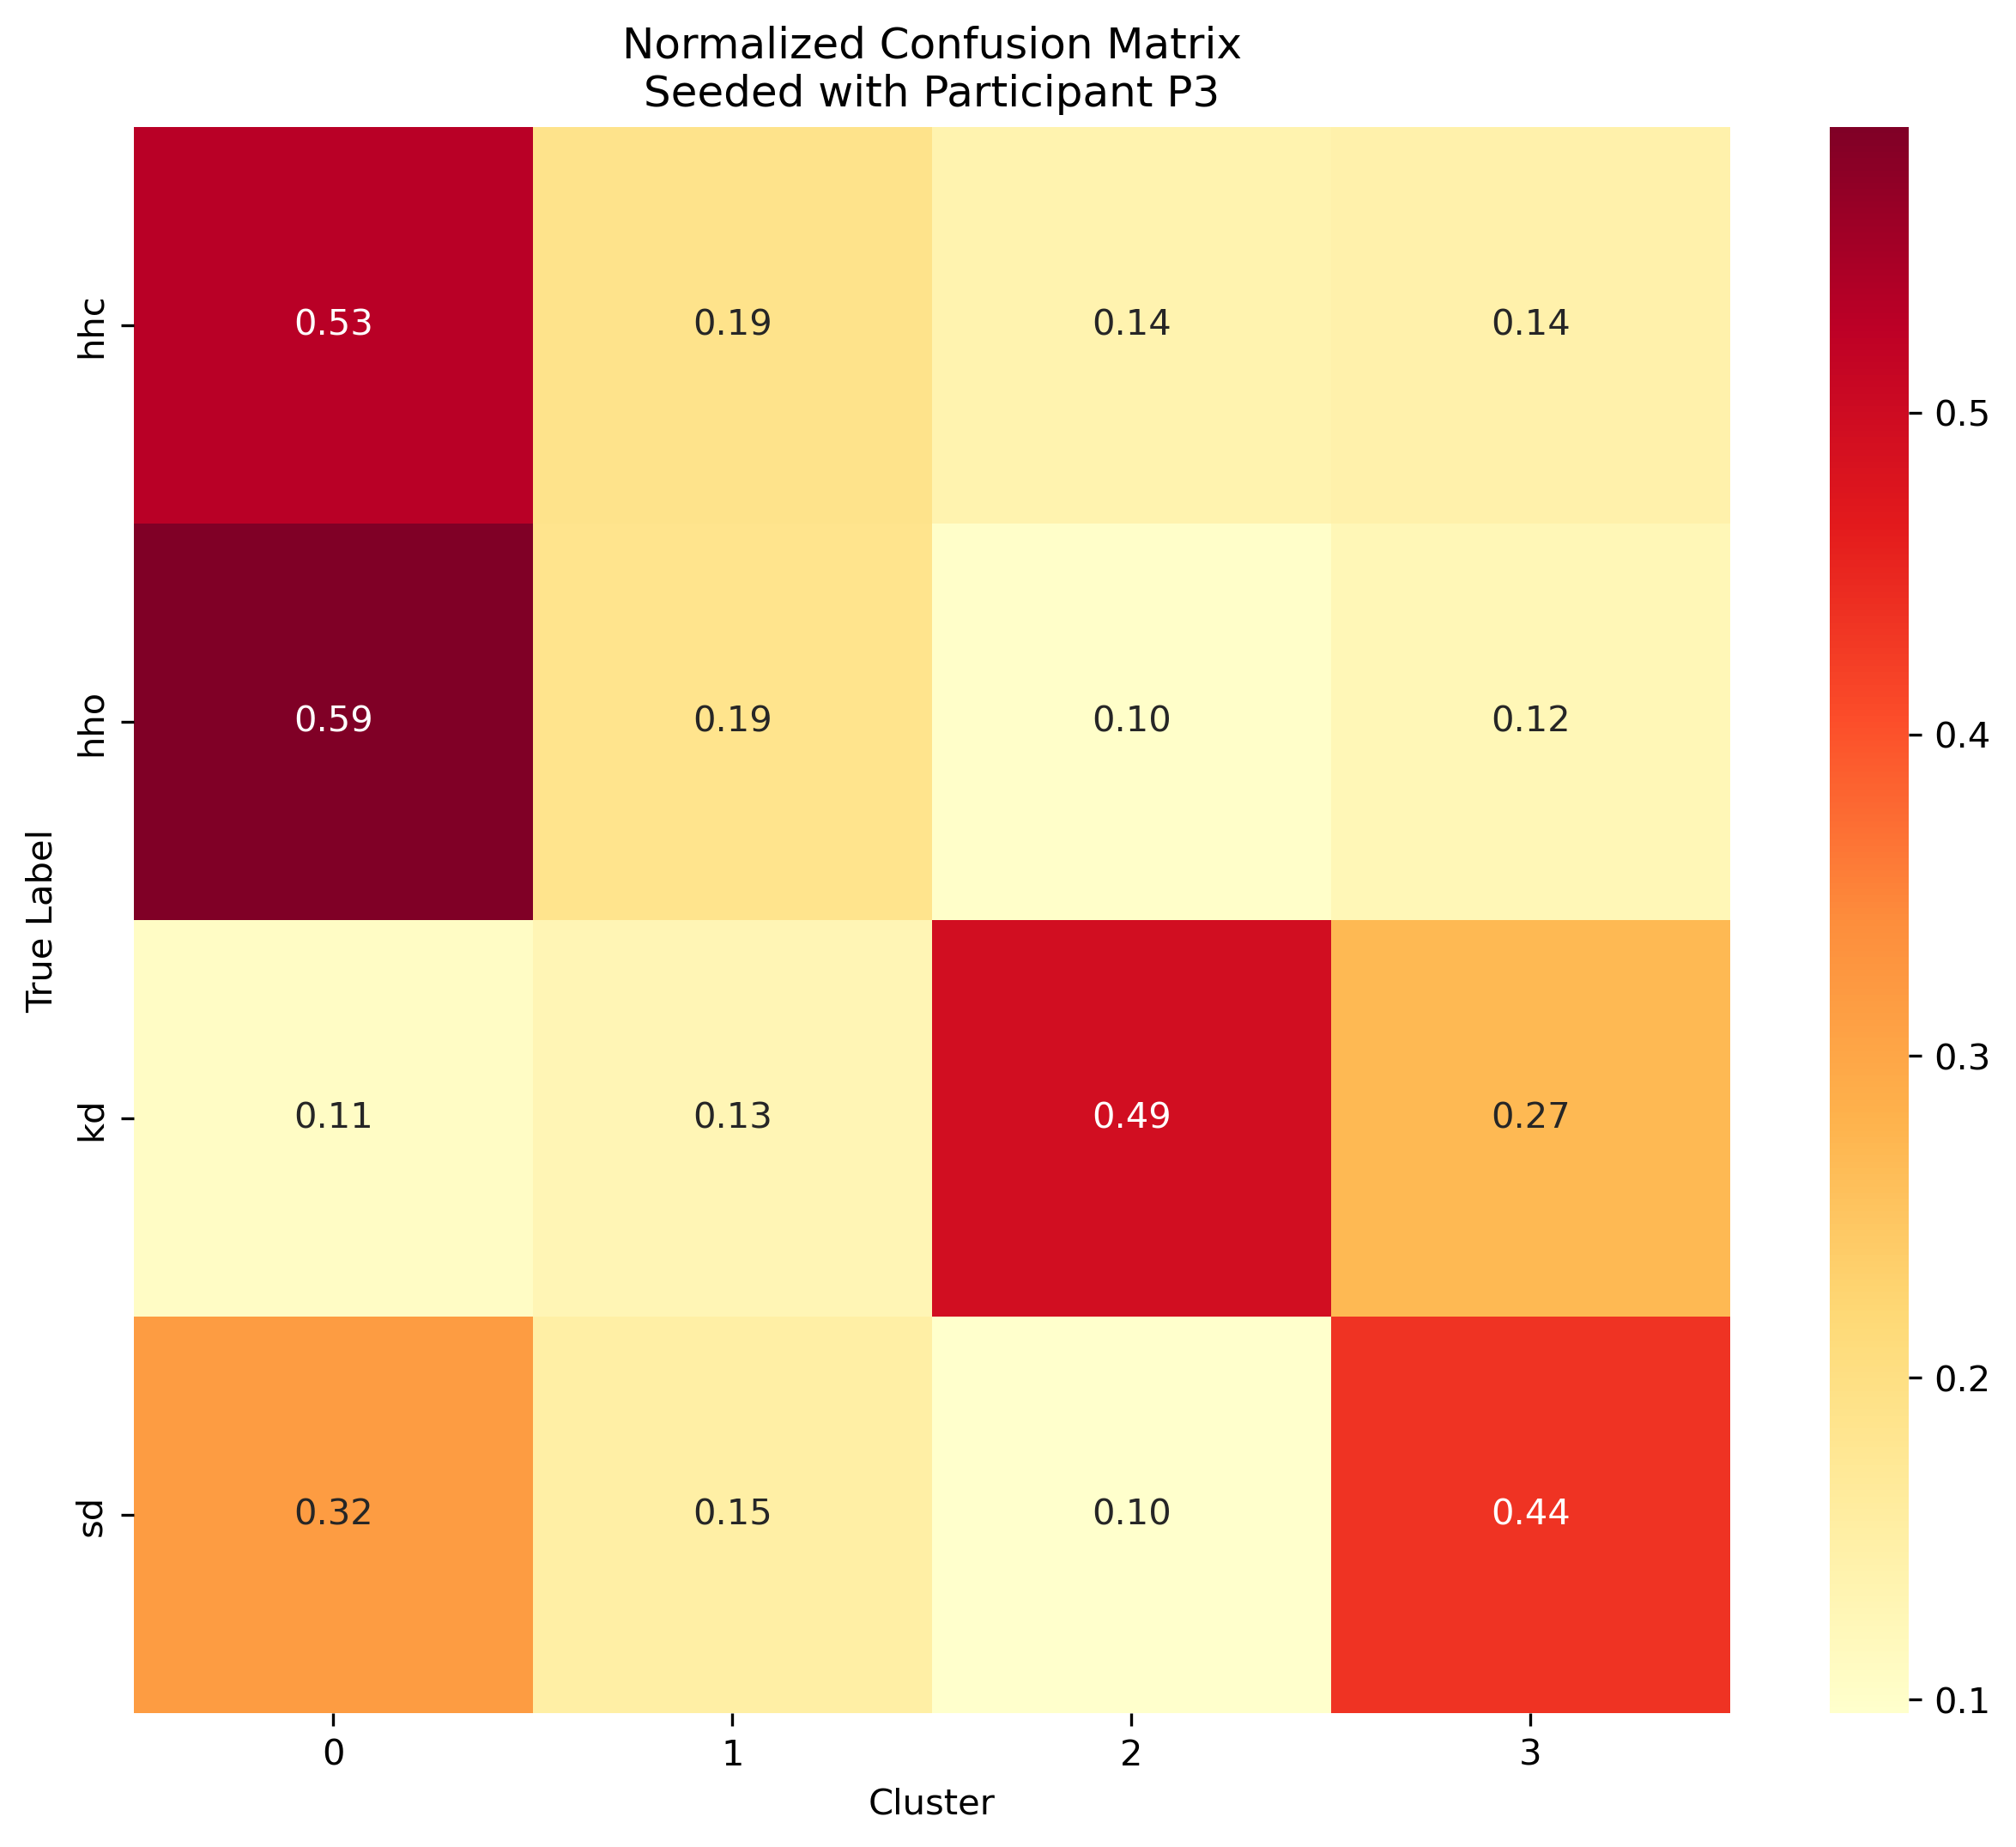 Normalized Confusion Matrix
Seeded with Participant P3
True Label
hhc
0.53 0.19 0.14 0.14
hho
0.59 0.19 0.10 0.12
kd
0.11 0.13 0.49 0.27
sd
0.32 0.15 0.10 0.44
0 1 2 3
Cluster
0.5
0.4
0.3
0.2
0.1